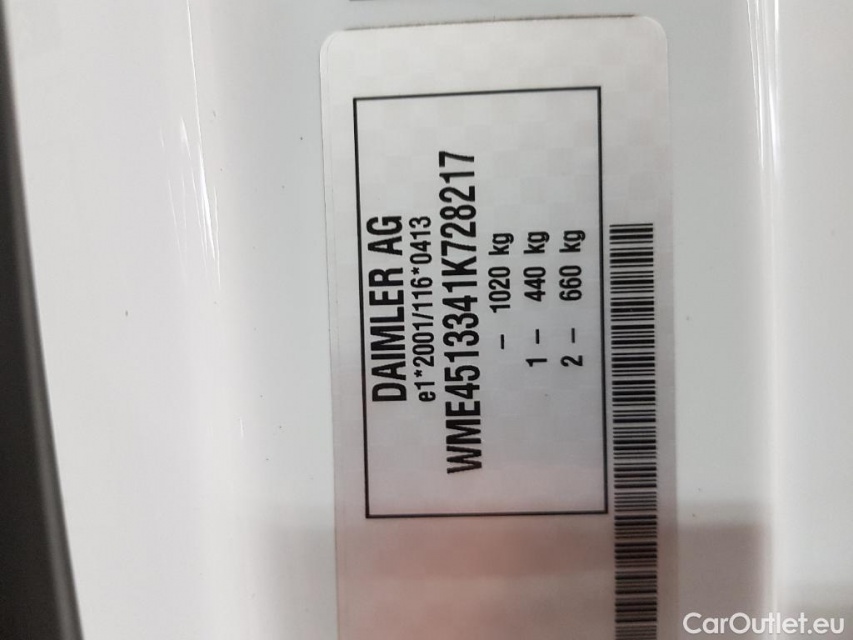 DAIMLER AG
e1*2001/116*0413
WME4513341K728217
– 1020 kg
1 – 440 kg
2 – 660 kg
CarOutlet.eu